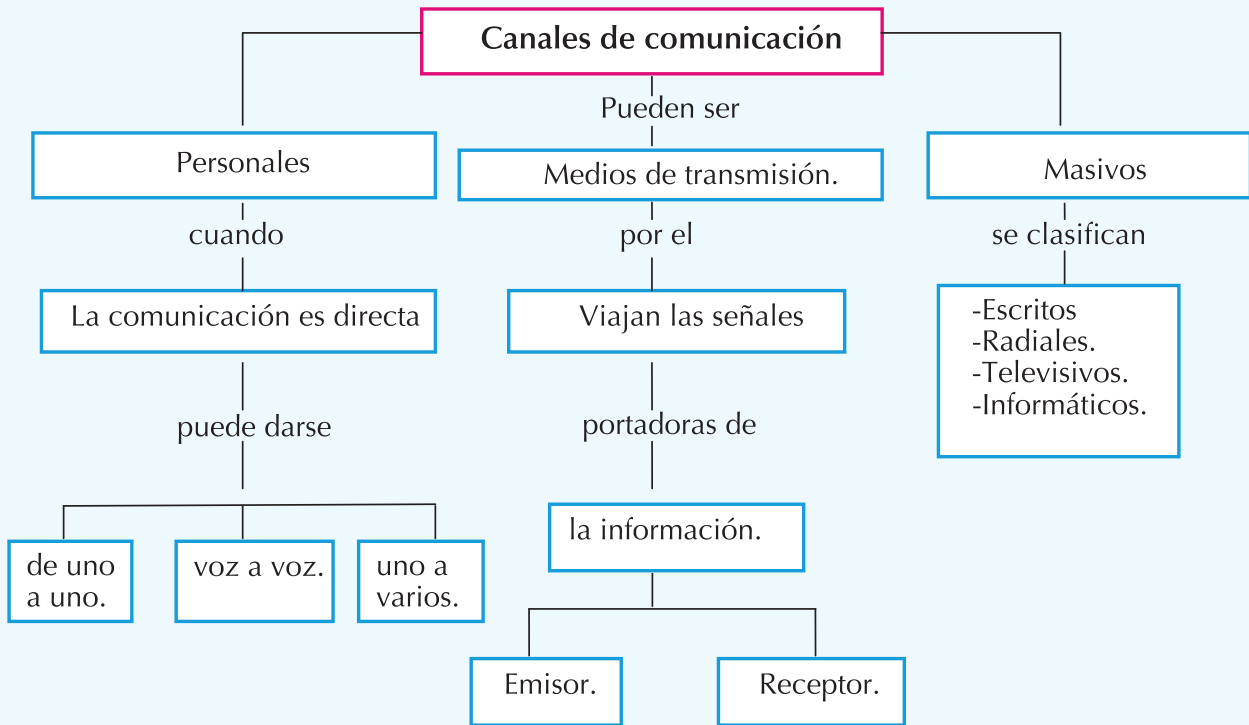 Canales de comunicación
Pueden ser
Personales
Medios de transmisión.
Masivos
cuando
por el
se clasifican
La comunicación es directa
Viajan las señales
-Escritos
-Radiales.
-Televisivos.
-Informáticos.
puede darse
portadoras de
de uno
a uno.
voz a voz.
uno a
varios.
la información.
Emisor.
Receptor.